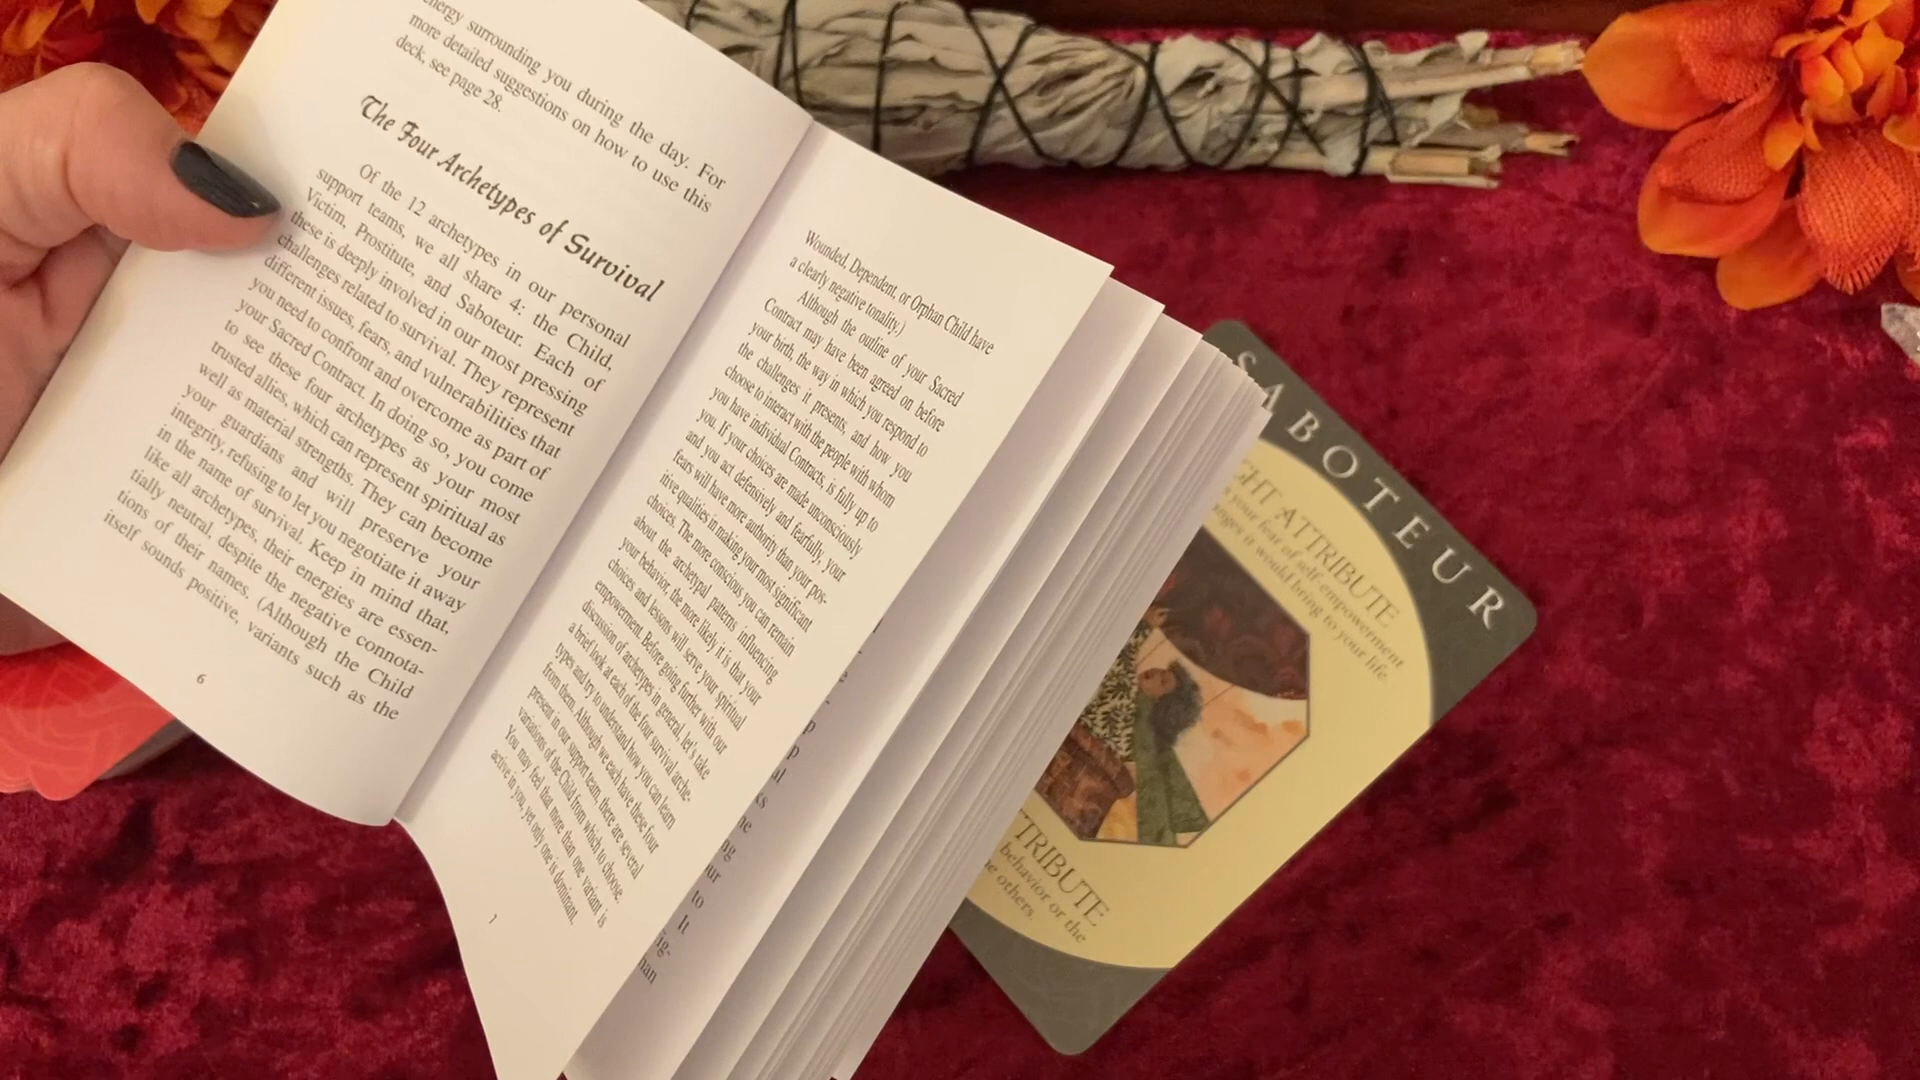 energy surrounding you during the day. For
more detailed suggestions on how to use this
deck, see page 28.
The Four Archetypes of Survival
Of the 12 archetypes in our personal
support teams, we all share 4: the Child,
Victim, Prostitute, and Saboteur. Each of
these is deeply involved in our most pressing
challenges related to survival. They represent
different issues, fears, and vulnerabilities that
you need to confront and overcome as part of
your Sacred Contract. In doing so, you come
to see these four archetypes as your most
trusted allies, which can represent spiritual as
well as material strengths. They can become
your guardians and will preserve your
integrity, refusing to let you negotiate it away
in the name of survival. Keep in mind that,
like all archetypes, their energies are essen-
tially neutral, despite the negative connota-
tions of their names. (Although the Child
itself sounds positive, variants such as the
6
Wounded, Dependent, or Orphan Child have
a clearly negative tonality.)
Although the outline of your Sacred
Contract may have been agreed on before
your birth, the way in which you respond to
the challenges it presents, and how you
choose to interact with the people with whom
you have individual Contracts, is fully up to
you. If your choices are made unconsciously
and you act defensively and fearfully, your
fears will have more authority than your pos-
itive qualities in making your most significant
choices. The more conscious you can remain
about the archetypal patterns influencing
your behavior, the more likely it is that your
choices and lessons will serve your spiritual
empowerment. Before going further with our
discussion of archetypes in general, let's take
a brief look at each of the four survival arche-
types and try to understand how you can learn
from them. Although we each have these four
present in our support team, there are several
variations of the Child from which to choose.
You may feel that more than one variant is
active in you, yet only one is dominant.
7
to
It
SABOTEUR
ATTRIBUTE
your fear of self-empowerment
it would bring to your life.
behavior or the
others.